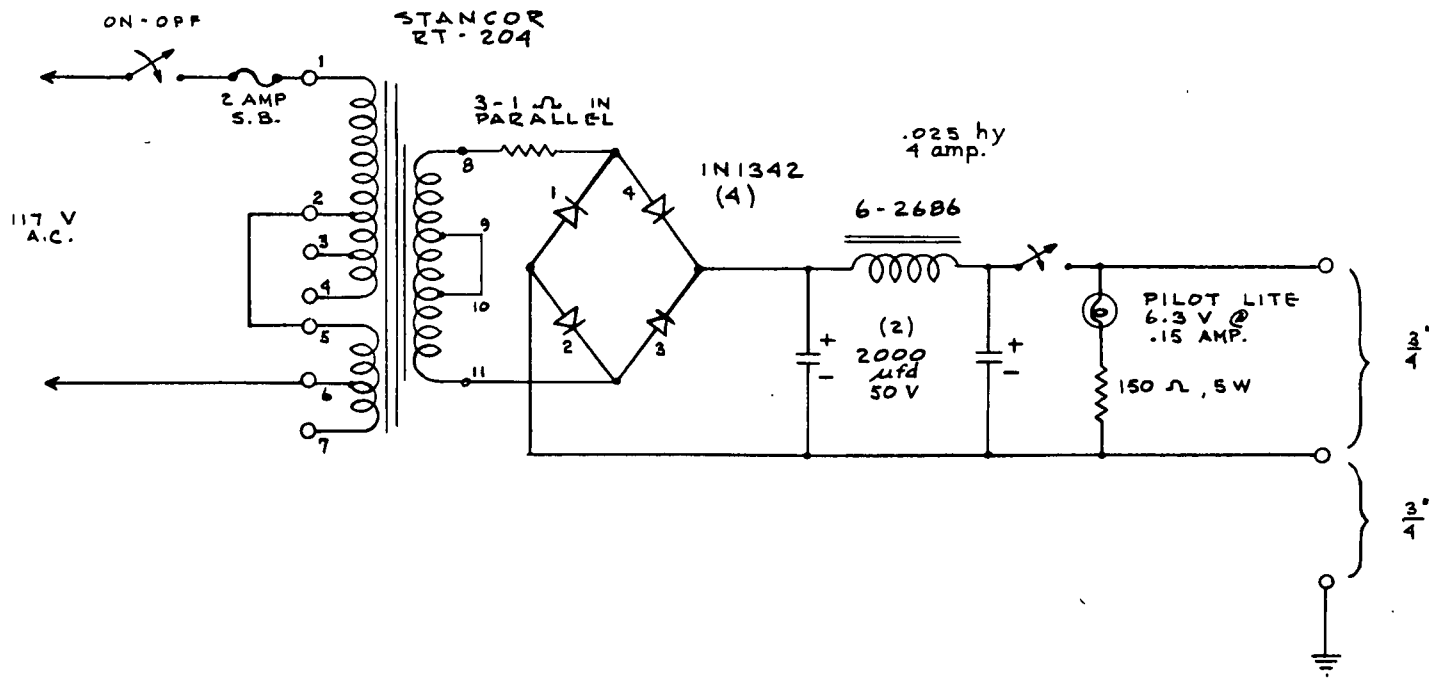 ON-OFF
STANCOR
RT-204
1
2 AMP
S.B.
3-1 Ω IN
PARALLEL
.025 hy
4 amp.
8
1N1342
(4)
1
4
6-2686
2
117 V
A.C.
3
9
4
10
5
PILOT LITE
6.3 V @
.15 AMP.
3"
4
(2)
2000
μfd
50 V
+
-
+
-
2
3
6
11
150 Ω, 5W
7
3"
4